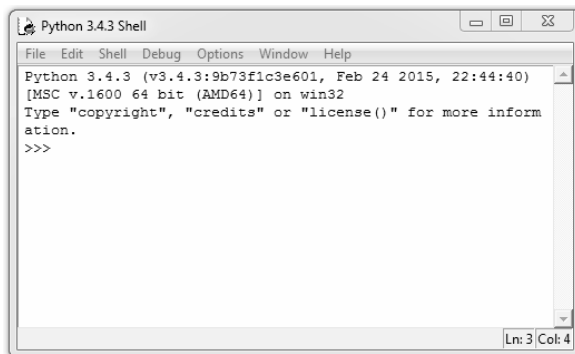 Python 3.4.3 Shell
File Edit Shell Debug Options Window Help
Python 3.4.3 (v3.4.3:9b73f1c3e601, Feb 24 2015, 22:44:40)
[MSC v.1600 64 bit (AMD64)] on win32
Type "copyright", "credits" or "license()" for more inform
ation.
>>>
Ln: 3 Col: 4